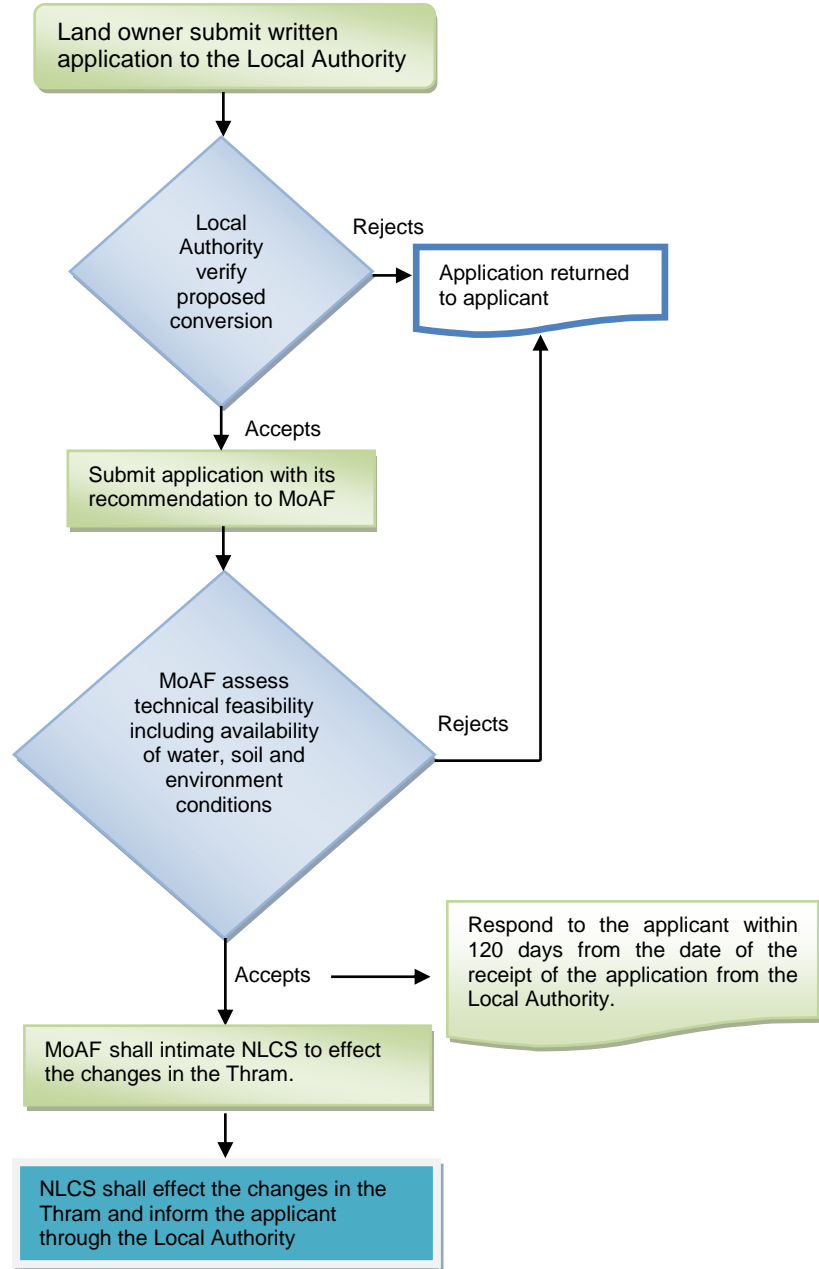 Land owner submit written
application to the Local Authority
Local
Authority
verify
proposed
conversion
Rejects
Application returned
to applicant
Accepts
Submit application with its
recommendation to MoAF
MoAF assess
technical feasibility
including availability
of water, soil and
environment
conditions
Rejects
Accepts
Respond to the applicant within
120 days from the date of the
receipt of the application from the
Local Authority.
MoAF shall intimate NLCS to effect
the changes in the Thram.
NLCS shall effect the changes in the
Thram and inform the applicant
through the Local Authority